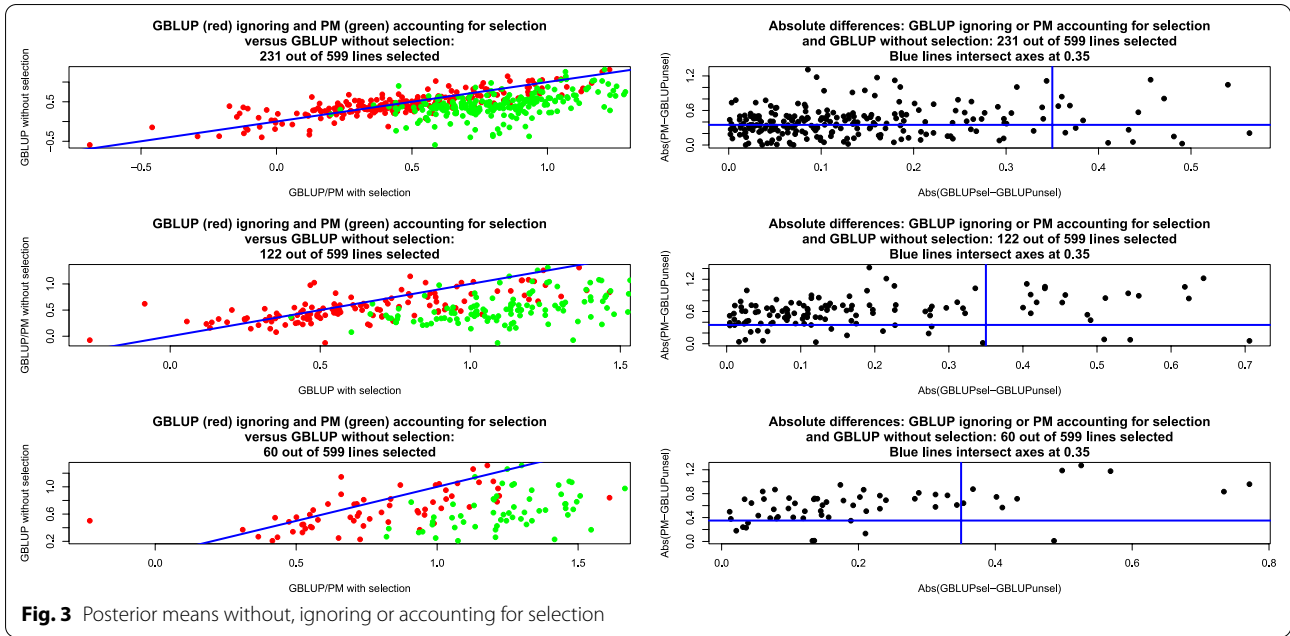 GBLUP (red) ignoring and PM (green) accounting for selection
versus GBLUP without selection:
231 out of 599 lines selected
GBLUP without selection
−0.5
0.5
−0.5
0.0
0.5
1.0
GBLUP/PM with selection
Absolute differences: GBLUP ignoring or PM accounting for selection
and GBLUP without selection: 231 out of 599 lines selected
Blue lines intersect axes at 0.35
Abs(PM−GBLUPunsel)
0.0
0.4
0.8
1.2
0.0
0.1
0.2
0.3
0.4
0.5
Abs(GBLUPsel−GBLUPunsel)
GBLUP (red) ignoring and PM (green) accounting for selection
versus GBLUP without selection:
122 out of 599 lines selected
GBLUP/PM without selection
0.0
0.5
1.0
0.0
0.5
1.0
1.5
GBLUP with selection
Absolute differences: GBLUP ignoring or PM accounting for selection
and GBLUP without selection: 122 out of 599 lines selected
Blue lines intersect axes at 0.35
Abs(PM−GBLUPunsel)
0.0
0.4
0.8
1.2
0.0
0.1
0.2
0.3
0.4
0.5
0.6
0.7
Abs(GBLUPsel−GBLUPunsel)
GBLUP (red) ignoring and PM (green) accounting for selection
versus GBLUP without selection:
60 out of 599 lines selected
GBLUP without selection
0.2
0.6
1.0
0.0
0.5
1.0
1.5
GBLUP/PM with selection
Absolute differences: GBLUP ignoring or PM accounting for selection
and GBLUP without selection: 60 out of 599 lines selected
Blue lines intersect axes at 0.35
Abs(PM−GBLUPunsel)
0.0
0.4
0.8
1.2
0.0
0.2
0.4
0.6
0.8
Abs(GBLUPsel−GBLUPunsel)
Fig. 3 Posterior means without, ignoring or accounting for selection